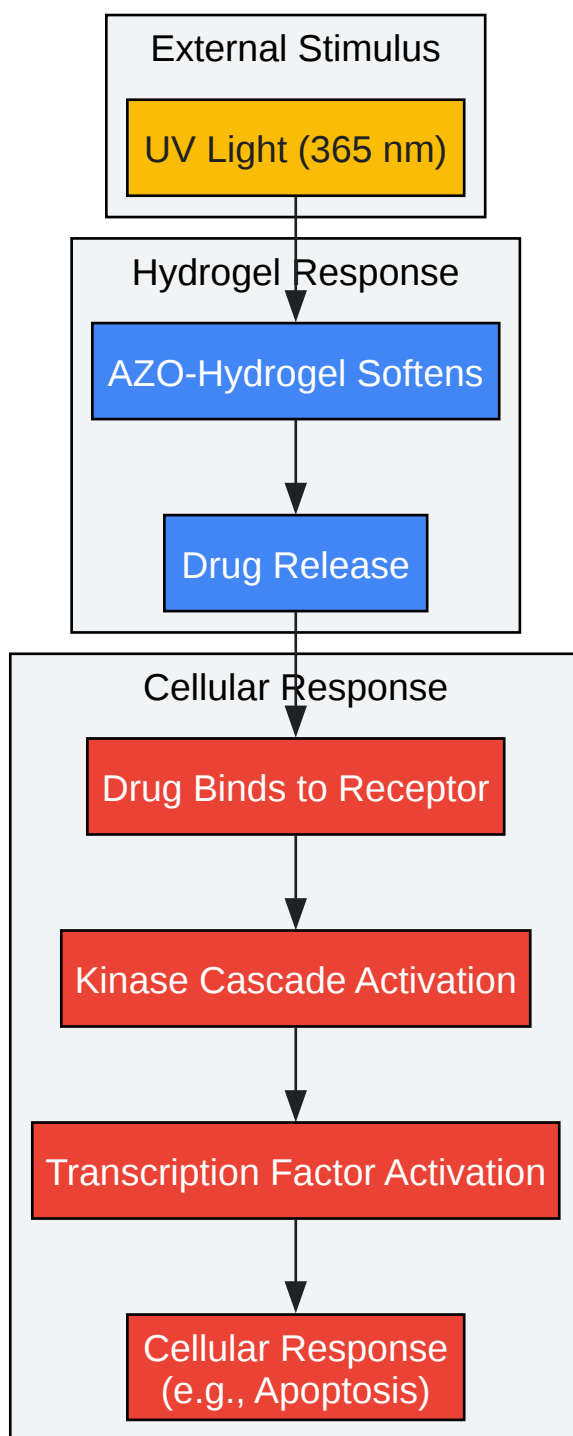 External Stimulus
UV Light (365 nm)
Hydrogel Response
AZO-Hydrogel Softens
Drug Release
Cellular Response
Drug Binds to Receptor
Kinase Cascade Activation
Transcription Factor Activation
Cellular Response
(e.g., Apoptosis)